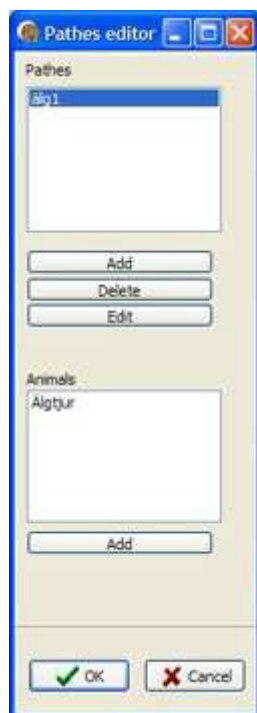 Pathes editor
Pathes
älg1
Add
Delete
Edit
Animals
Älgtjur
Add
OK
Cancel